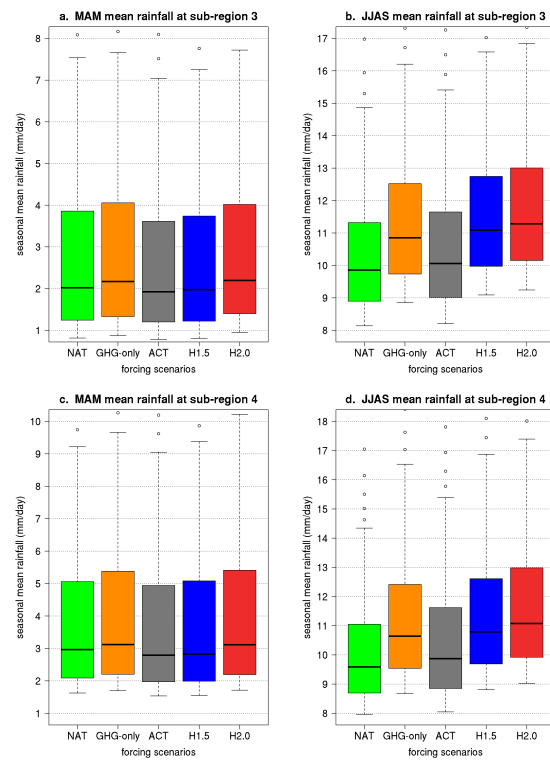 a. MAM mean rainfall at sub-region 3
seasonal mean rainfall (mm/day)
8
7
6
5
4
3
2
1
NAT GHG-only ACT H1.5 H2.0
forcing scenarios
b. JJAS mean rainfall at sub-region 3
seasonal mean rainfall (mm/day)
17
16
15
14
13
12
11
10
9
8
NAT GHG-only ACT H1.5 H2.0
forcing scenarios
c. MAM mean rainfall at sub-region 4
seasonal mean rainfall (mm/day)
10
9
8
7
6
5
4
3
2
1
NAT GHG-only ACT H1.5 H2.0
forcing scenarios
d. JJAS mean rainfall at sub-region 4
seasonal mean rainfall (mm/day)
18
17
16
15
14
13
12
11
10
9
8
NAT GHG-only ACT H1.5 H2.0
forcing scenarios